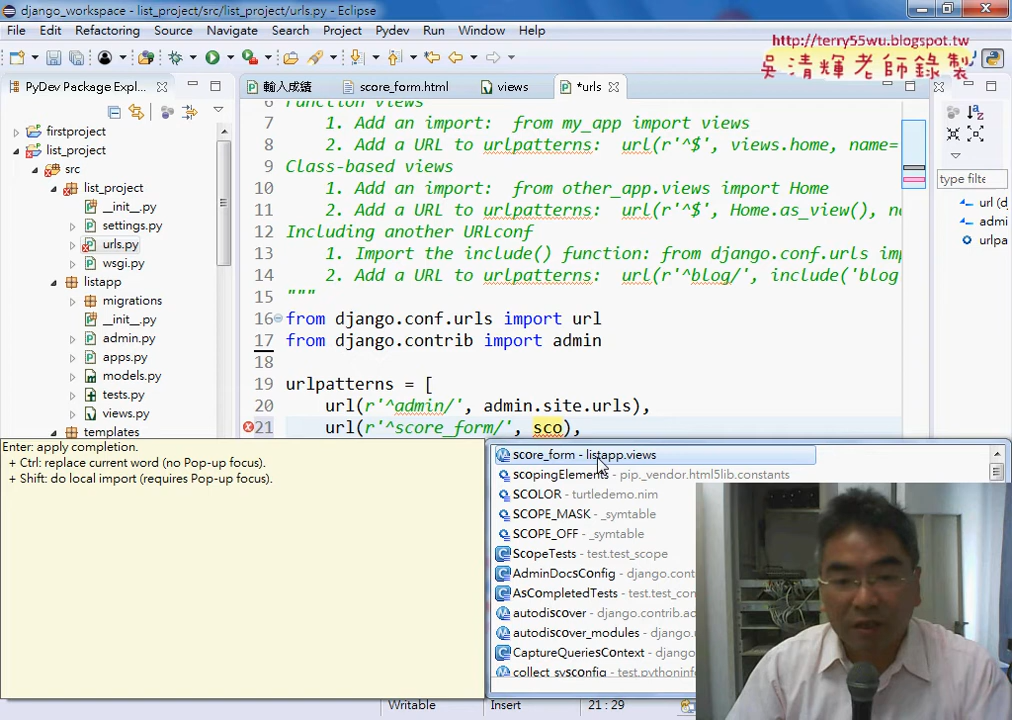 django_workspace - list_project/src/list_project/urls.py - Eclipse
File Edit Refactoring Source Navigate Search Project Pydev Run Window Help
http://terry55wu.blogspot.tw
吳清輝老師錄製
PyDev Package Expl...
輸入成績
score_form.html
views
*urls
firstproject
list_project
src
list_project
__init__.py
settings.py
urls.py
wsgi.py
listapp
migrations
__init__.py
admin.py
apps.py
models.py
tests.py
views.py
templates
6 Function views
7 1. Add an import: from my_app import views
8 2. Add a URL to urlpatterns: url(r'^$', views.home, name=
9 Class-based views
10 1. Add an import: from other_app.views import Home
11 2. Add a URL to urlpatterns: url(r'^$', Home.as_view(), na
12 Including another URLconf
13 1. Import the include() function: from django.conf.urls imp
14 2. Add a URL to urlpatterns: url(r'^blog/', include('blog
15 """
16 from django.conf.urls import url
17 from django.contrib import admin
18
19 urlpatterns = [
20 url(r'^admin/', admin.site.urls),
21 url(r'^score_form/', sco),
type filte
url (d
admi
urlpa
Enter: apply completion.
+ Ctrl: replace current word (no Pop-up focus).
+ Shift: do local import (requires Pop-up focus).
score_form - listapp.views
scopingElements - pip._vendor.html5lib.constants
SCOLOR - turtledemo.nim
SCOPE_MASK - _symtable
SCOPE_OFF - _symtable
ScopeTests - test.test_scope
AdminDocsConfig - django.cont
AsCompletedTests - test.test_con
autodiscover - django.contrib.ad
autodiscover_modules - django.
CaptureQueriesContext - django
collect_sysconfig - test.pythoninf
Writable
Insert
21 : 29